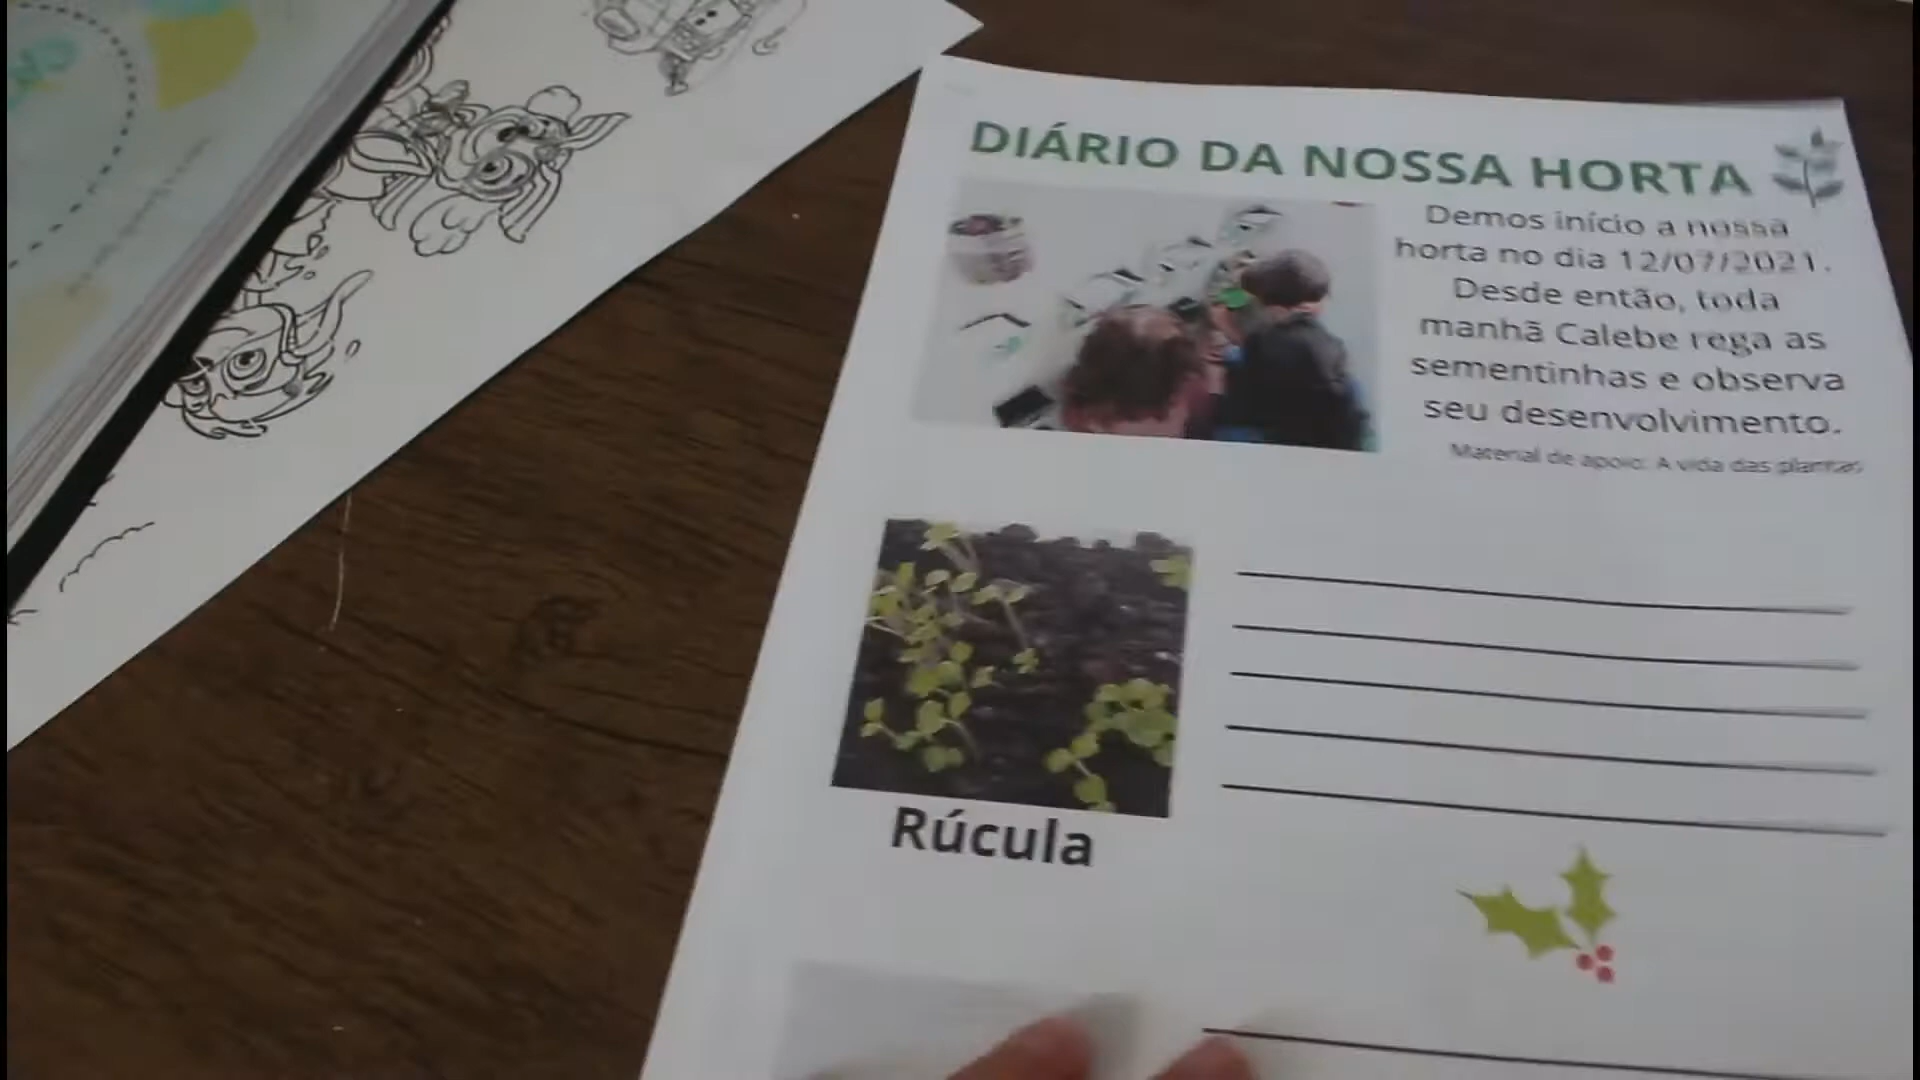 DIÁRIO DA NOSSA HORTA
Demos início a nossa
horta no dia 12/07/2021.
Desde então, toda
manhã Calebe rega as
sementinhas e observa
seu desenvolvimento.
Material de apoio: A vida das plantas
Rúcula